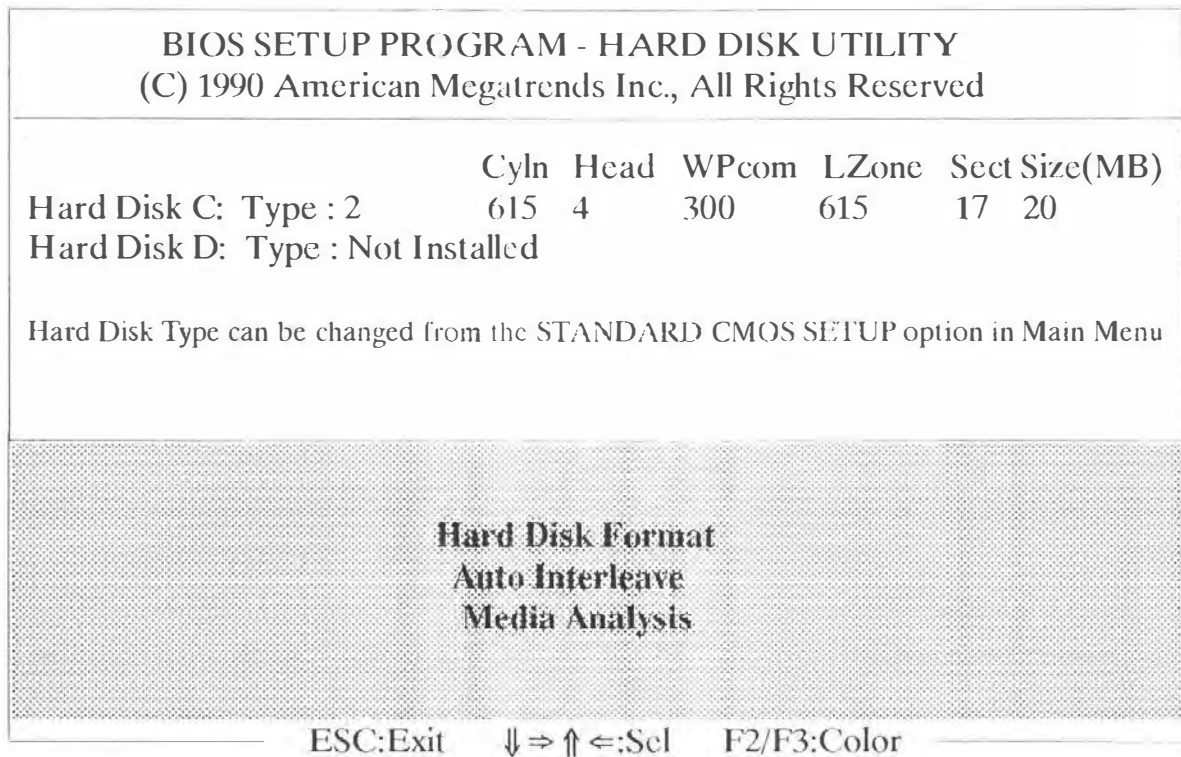 BIOS SETUP PROGRAM - HARD DISK UTILITY
(C) 1990 American Megatrends Inc., All Rights Reserved
Cyln Head WPcom LZone Sect Size(MB)
Hard Disk C: Type : 2 615 4 300 615 17 20
Hard Disk D: Type : Not Installed
Hard Disk Type can be changed from the STANDARD CMOS SETUP option in Main Menu
Hard Disk Format
Auto Interleave
Media Analysis
ESC:Exit ⇓⇒⇑⇐:Sel F2/F3:Color